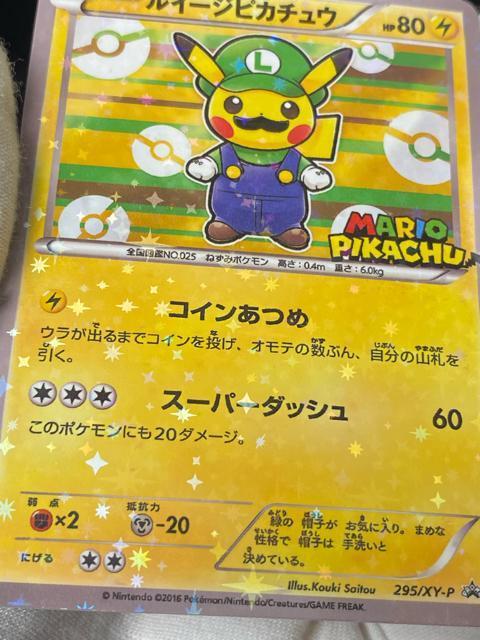 ルイージピカチュウ
HP80
L
MARIO
PIKACHU
全国図鑑NO.025 ねずみポケモン 高さ:0.4m 重さ:6.0kg
コインあつめ
ウラが出るまでコインを投げ、オモテの数ぶん、自分の山札を
引く。
スーパーダッシュ 60
このポケモンにも20ダメージ。
弱点 抵抗力
×2 -20
緑の帽子がお気に入り。まめな
性格で帽子は手洗いと
決めている。
にげる
Illus.Kouki Saitou 295/XY-P
© Nintendo ©2016 Pokémon/Nintendo/Creatures/GAME FREAK.